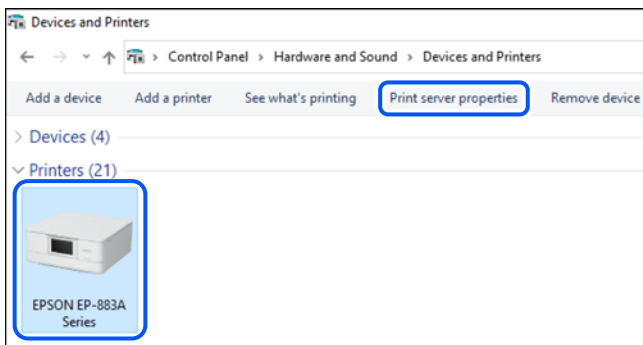 Devices and Printers
Control Panel > Hardware and Sound > Devices and Printers
Add a device Add a printer See what's printing Print server properties Remove device
Devices (4)
Printers (21)
EPSON EP-883A
Series